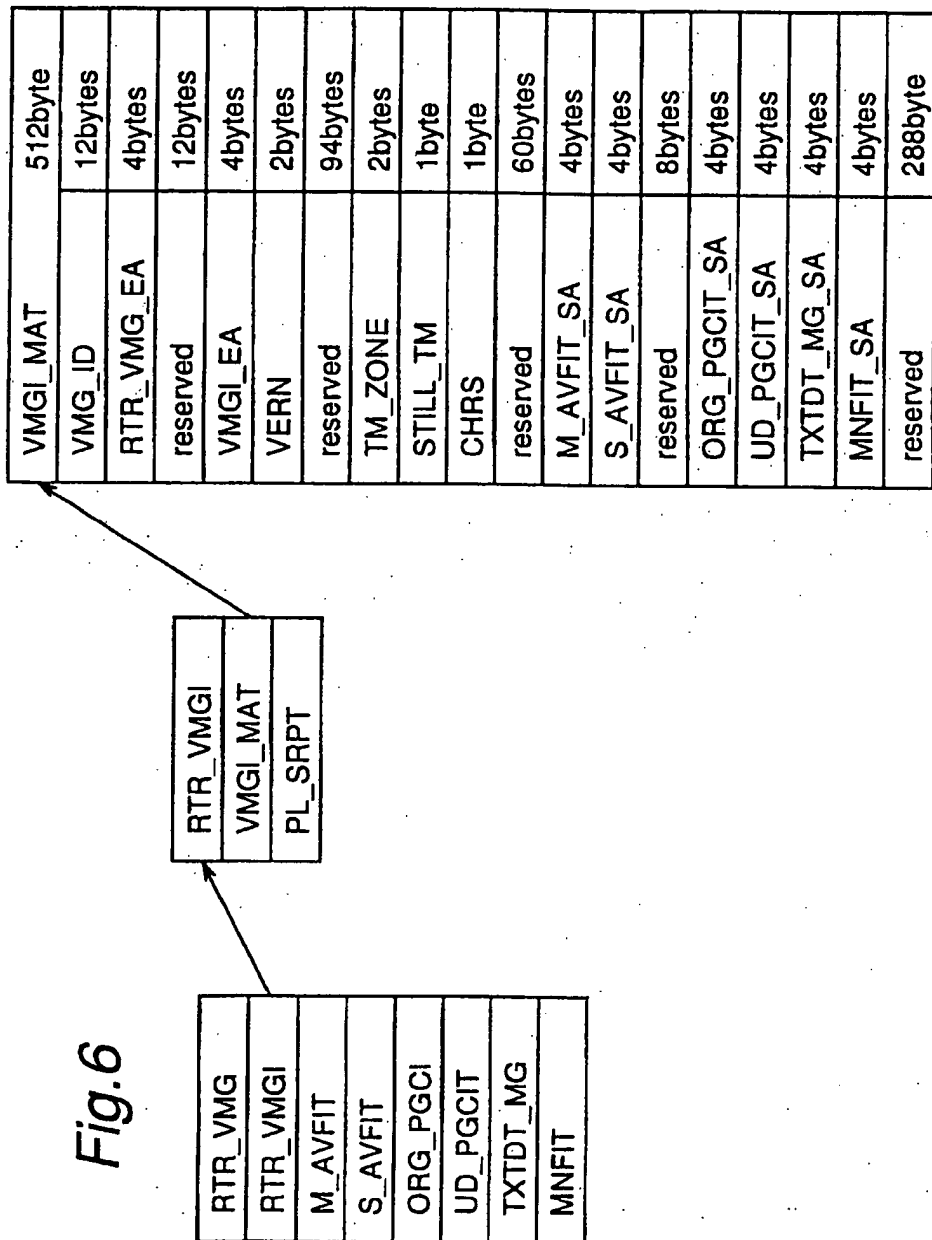 Fig.6
RTR_VMG
RTR_VMGI
M_AVFIT
S_AVFIT
ORG_PGCI
UD_PGCIT
TXTDT_MG
MNFIT
RTR_VMGI
VMGI_MAT
PL_SRPT
VMGI_MAT 512byte
VMG_ID 12bytes
RTR_VMG_EA 4bytes
reserved 12bytes
VMGI_EA 4bytes
VERN 2bytes
reserved 94bytes
TM_ZONE 2bytes
STILL_TM 1byte
CHRS 1byte
reserved 60bytes
M_AVFIT_SA 4bytes
S_AVFIT_SA 4bytes
reserved 8bytes
ORG_PGCIT_SA 4bytes
UD_PGCIT_SA 4bytes
TXTDT_MG_SA 4bytes
MNFIT_SA 4bytes
reserved 288byte